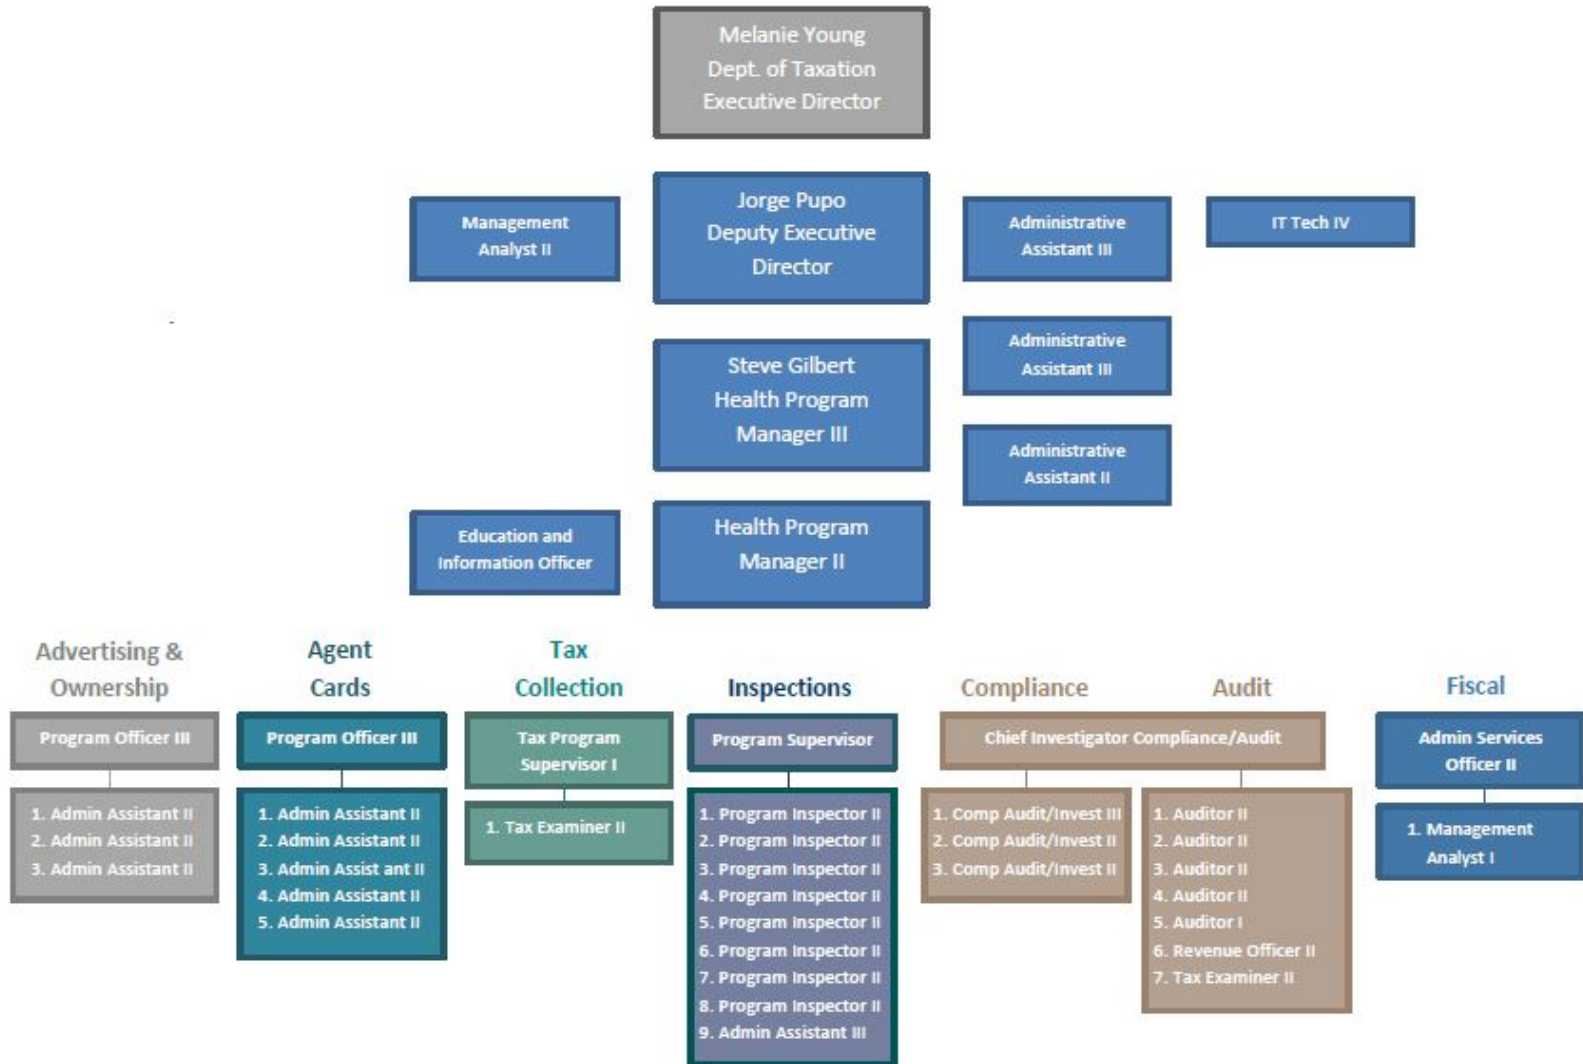 Melanie Young
Dept. of Taxation
Executive Director
Management
Analyst II
Jorge Pupo
Deputy Executive
Director
Administrative
Assistant III
IT Tech IV
Steve Gilbert
Health Program
Manager III
Administrative
Assistant III
Administrative
Assistant II
Education and
Information Officer
Health Program
Manager II
Advertising &
Ownership
Program Officer III
1. Admin Assistant II
2. Admin Assistant II
3. Admin Assistant II
Agent
Cards
Program Officer III
1. Admin Assistant II
2. Admin Assistant II
3. Admin Assist ant II
4. Admin Assistant II
5. Admin Assistant II
Tax
Collection
Tax Program
Supervisor I
1. Tax Examiner II
Inspections
Program Supervisor
1. Program Inspector II
2. Program Inspector II
3. Program Inspector II
4. Program Inspector II
5. Program Inspector II
6. Program Inspector II
7. Program Inspector II
8. Program Inspector II
9. Admin Assistant III
Compliance
Audit
Chief Investigator Compliance/Audit
1. Comp Audit/Invest III
2. Comp Audit/Invest II
3. Comp Audit/Invest II
1. Auditor II
2. Auditor II
3. Auditor II
4. Auditor II
5. Auditor I
6. Revenue Officer II
7. Tax Examiner II
Fiscal
Admin Services
Officer II
1. Management
Analyst I